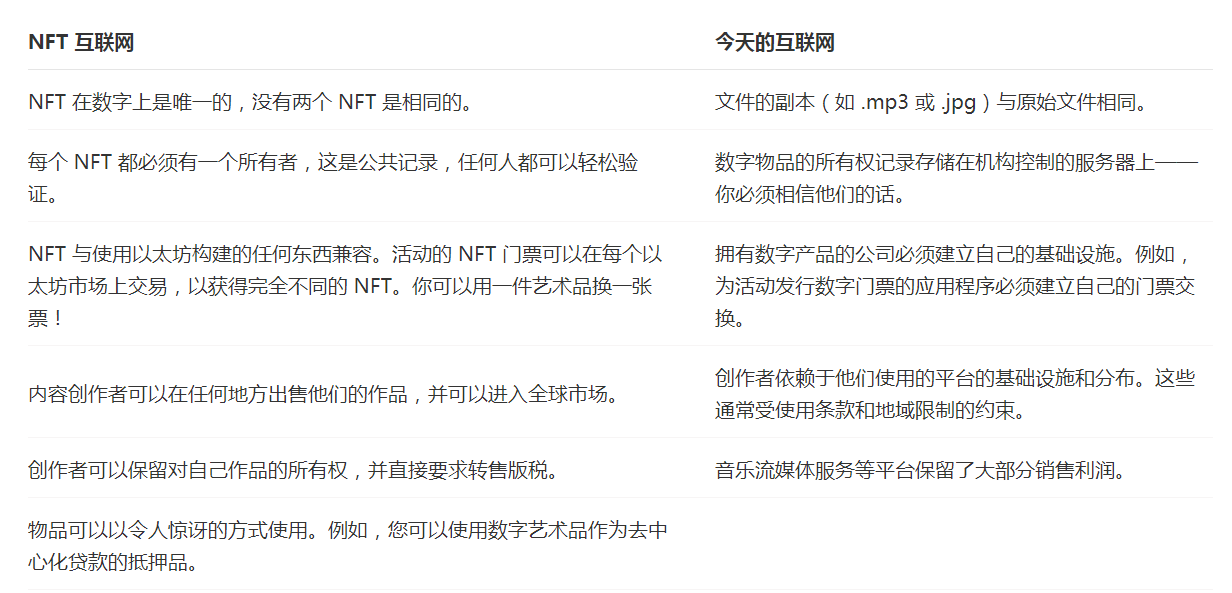 NFT 互联网
今天的互联网
NFT 在数字上是唯一的，没有两个 NFT 是相同的。
文件的副本（如 .mp3 或 .jpg）与原始文件相同。
每个 NFT 都必须有一个所有者，这是公共记录，任何人都可以轻松验
证。
数字物品的所有权记录存储在机构控制的服务器上——
你必须相信他们的话。
NFT 与使用以太坊构建的任何东西兼容。活动的 NFT 门票可以在每个以
太坊市场上交易，以获得完全不同的 NFT。你可以用一件艺术品换一张
票！
拥有数字产品的公司必须建立自己的基础设施。例如，
为活动发行数字门票的应用程序必须建立自己的门票交
换。
内容创作者可以在任何地方出售他们的作品，并可以进入全球市场。
创作者依赖于他们使用的平台的基础设施和分布。这些
通常受使用条款和地域限制的约束。
创作者可以保留对自己作品的所有权，并直接要求转售版税。
音乐流媒体服务等平台保留了大部分销售利润。
物品可以以令人惊讶的方式使用。例如，您可以使用数字艺术品作为去中
心化贷款的抵押品。